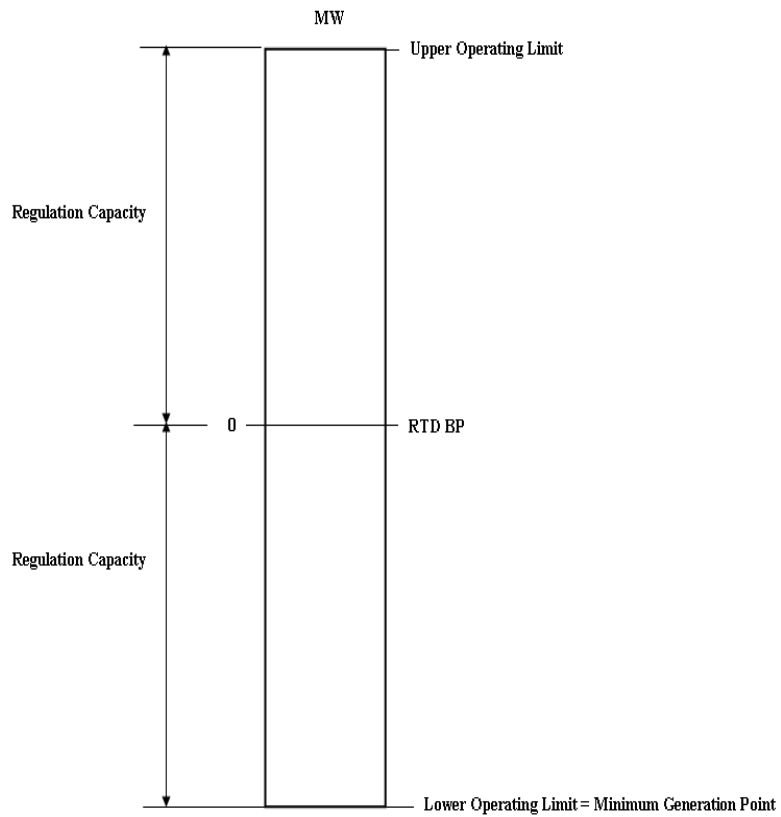 MW
Upper Operating Limit
Regulation Capacity
0
RTD BP
Regulation Capacity
Lower Operating Limit = Minimum Generation Point